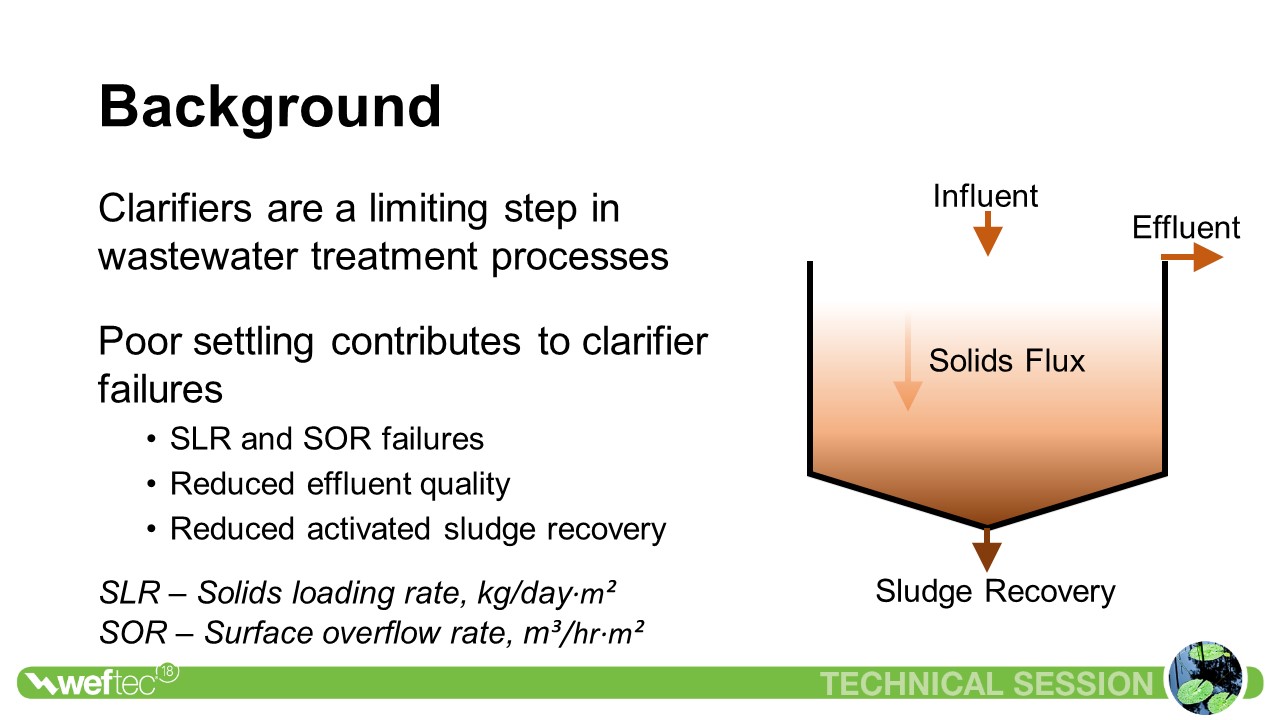 Background
Clarifiers are a limiting step in
wastewater treatment processes
Poor settling contributes to clarifier
failures
• SLR and SOR failures
• Reduced effluent quality
• Reduced activated sludge recovery
SLR – Solids loading rate, kg/day·m²
SOR – Surface overflow rate, m³/hr·m²
Influent
Effluent
Solids Flux
Sludge Recovery
weftec 18
TECHNICAL SESSION